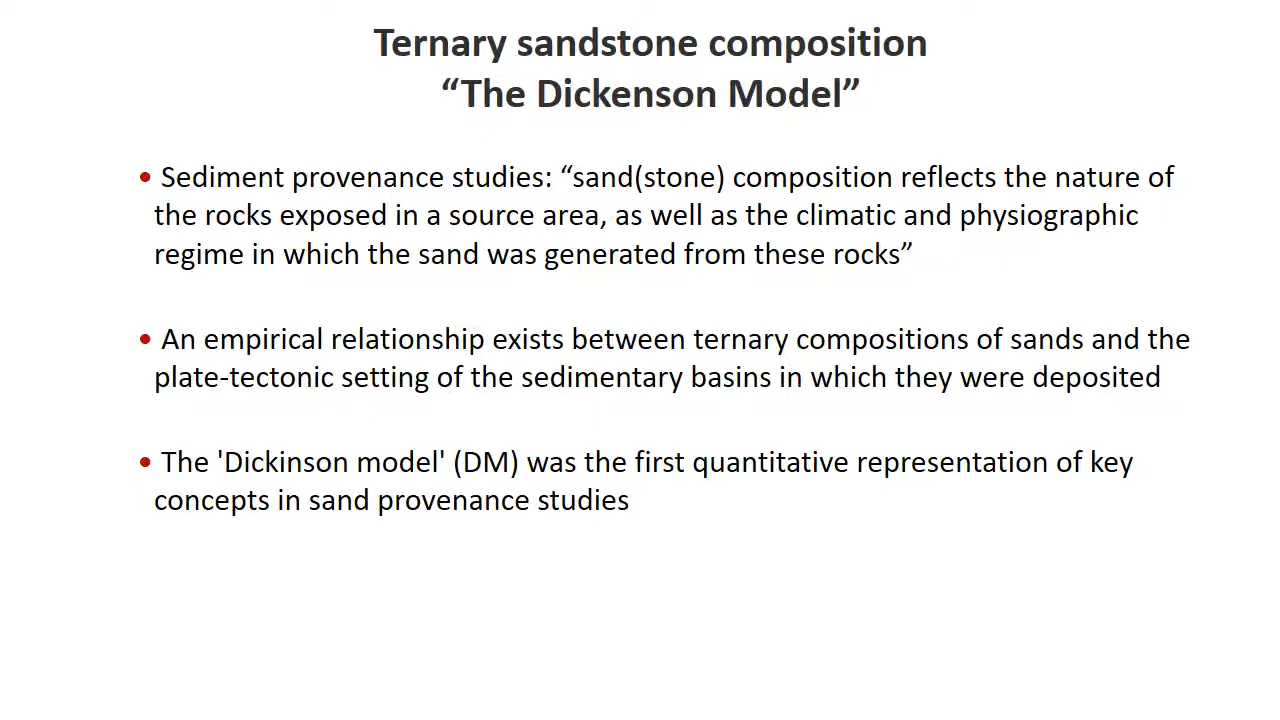 Ternary sandstone composition
“The Dickenson Model”
• Sediment provenance studies: “sand(stone) composition reflects the nature of
the rocks exposed in a source area, as well as the climatic and physiographic
regime in which the sand was generated from these rocks”
• An empirical relationship exists between ternary compositions of sands and the
plate-tectonic setting of the sedimentary basins in which they were deposited
• The 'Dickinson model' (DM) was the first quantitative representation of key
concepts in sand provenance studies